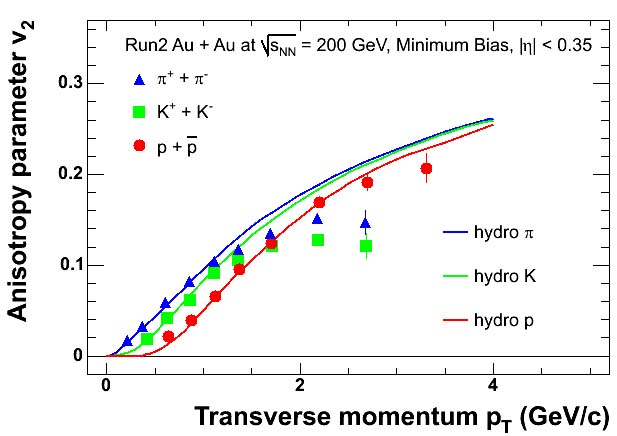 Anisotropy parameter v₂
Run2 Au + Au at √sNN = 200 GeV, Minimum Bias, |η| < 0.35
π⁺ + π⁻
K⁺ + K⁻
p + p̅
0.3
0.2
0.1
0
hydro π
hydro K
hydro p
0 2 4
Transverse momentum pT (GeV/c)